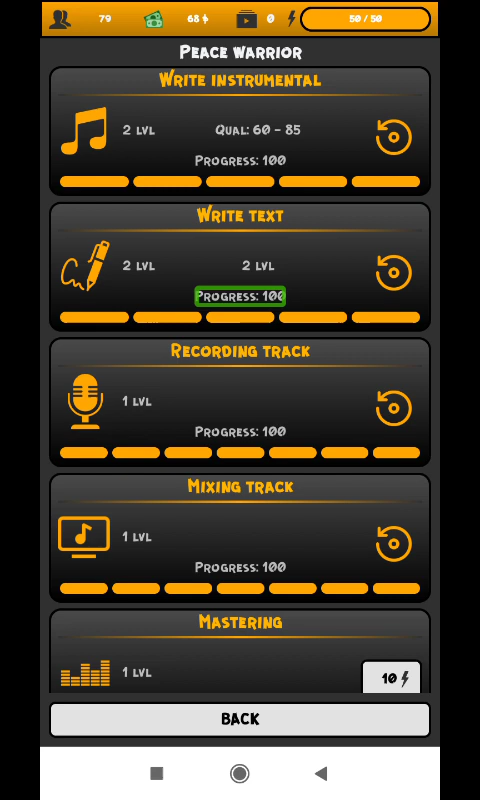 79 68 $ 0 50 / 50
Peace warrior
Write instrumental
2 lvl Qual: 60 - 85
Progress: 100
Write text
2 lvl 2 lvl
Progress: 100
Recording track
1 lvl
Progress: 100
Mixing track
1 lvl
Progress: 100
Mastering
1 lvl 10
BACK